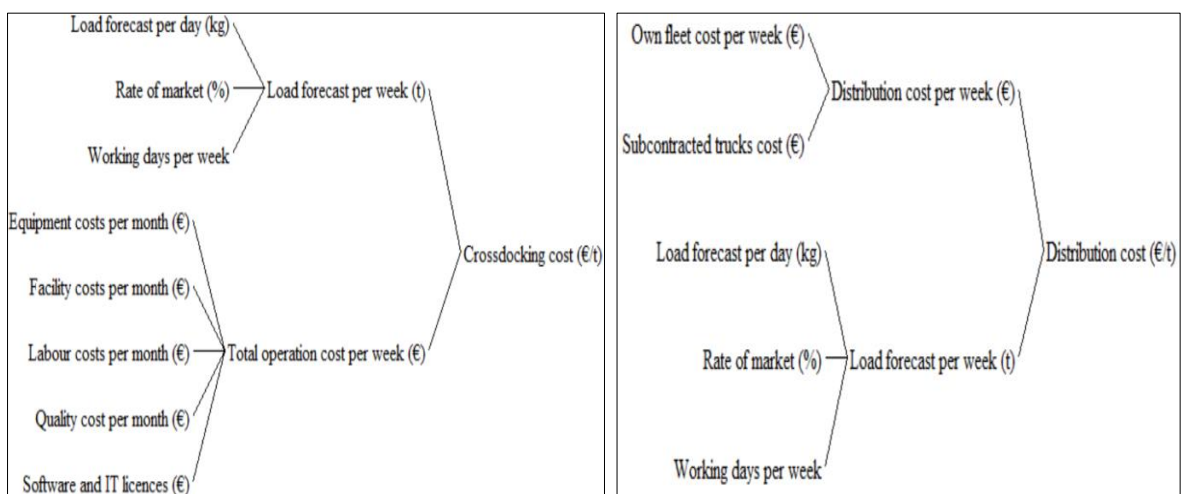 Load forecast per day (kg)
Rate of market (%)
Load forecast per week (t)
Working days per week
Equipment costs per month (€)
Facility costs per month (€)
Labour costs per month (€)
Quality cost per month (€)
Software and IT licences (€)
Total operation cost per week (€)
Crossdocking cost (€/t)
Own fleet cost per week (€)
Distribution cost per week (€)
Subcontracted trucks cost (€)
Load forecast per day (kg)
Rate of market (%)
Load forecast per week (t)
Working days per week
Distribution cost (€/t)